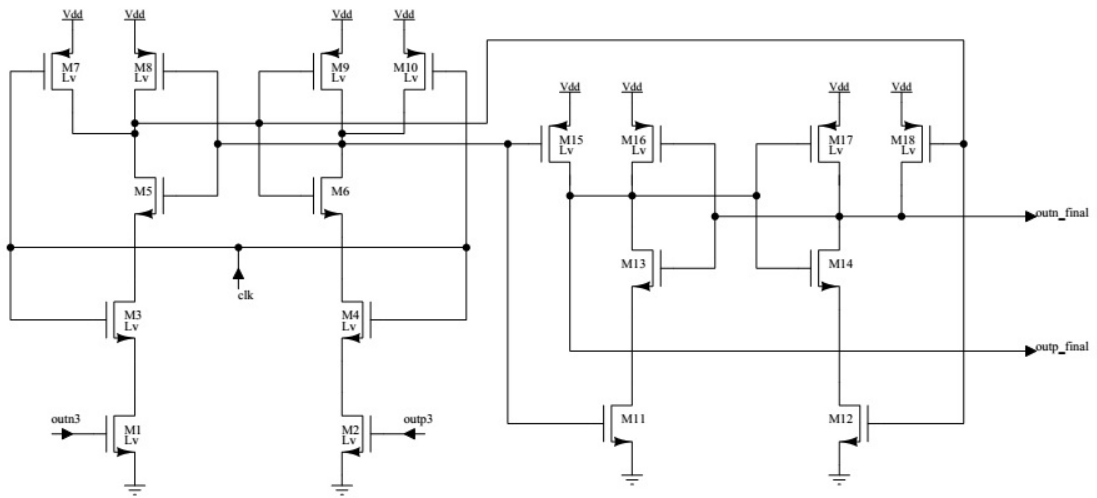 Vdd
Vdd
Vdd
Vdd
M7
Lv
M8
Lv
M9
Lv
M10
Lv
Vdd
Vdd
Vdd
Vdd
M15
Lv
M16
Lv
M17
Lv
M18
Lv
M5
M6
outn_final
M13
M14
clk
M3
Lv
M4
Lv
outp_final
outn3
M1
Lv
M2
Lv
outp3
M11
M12